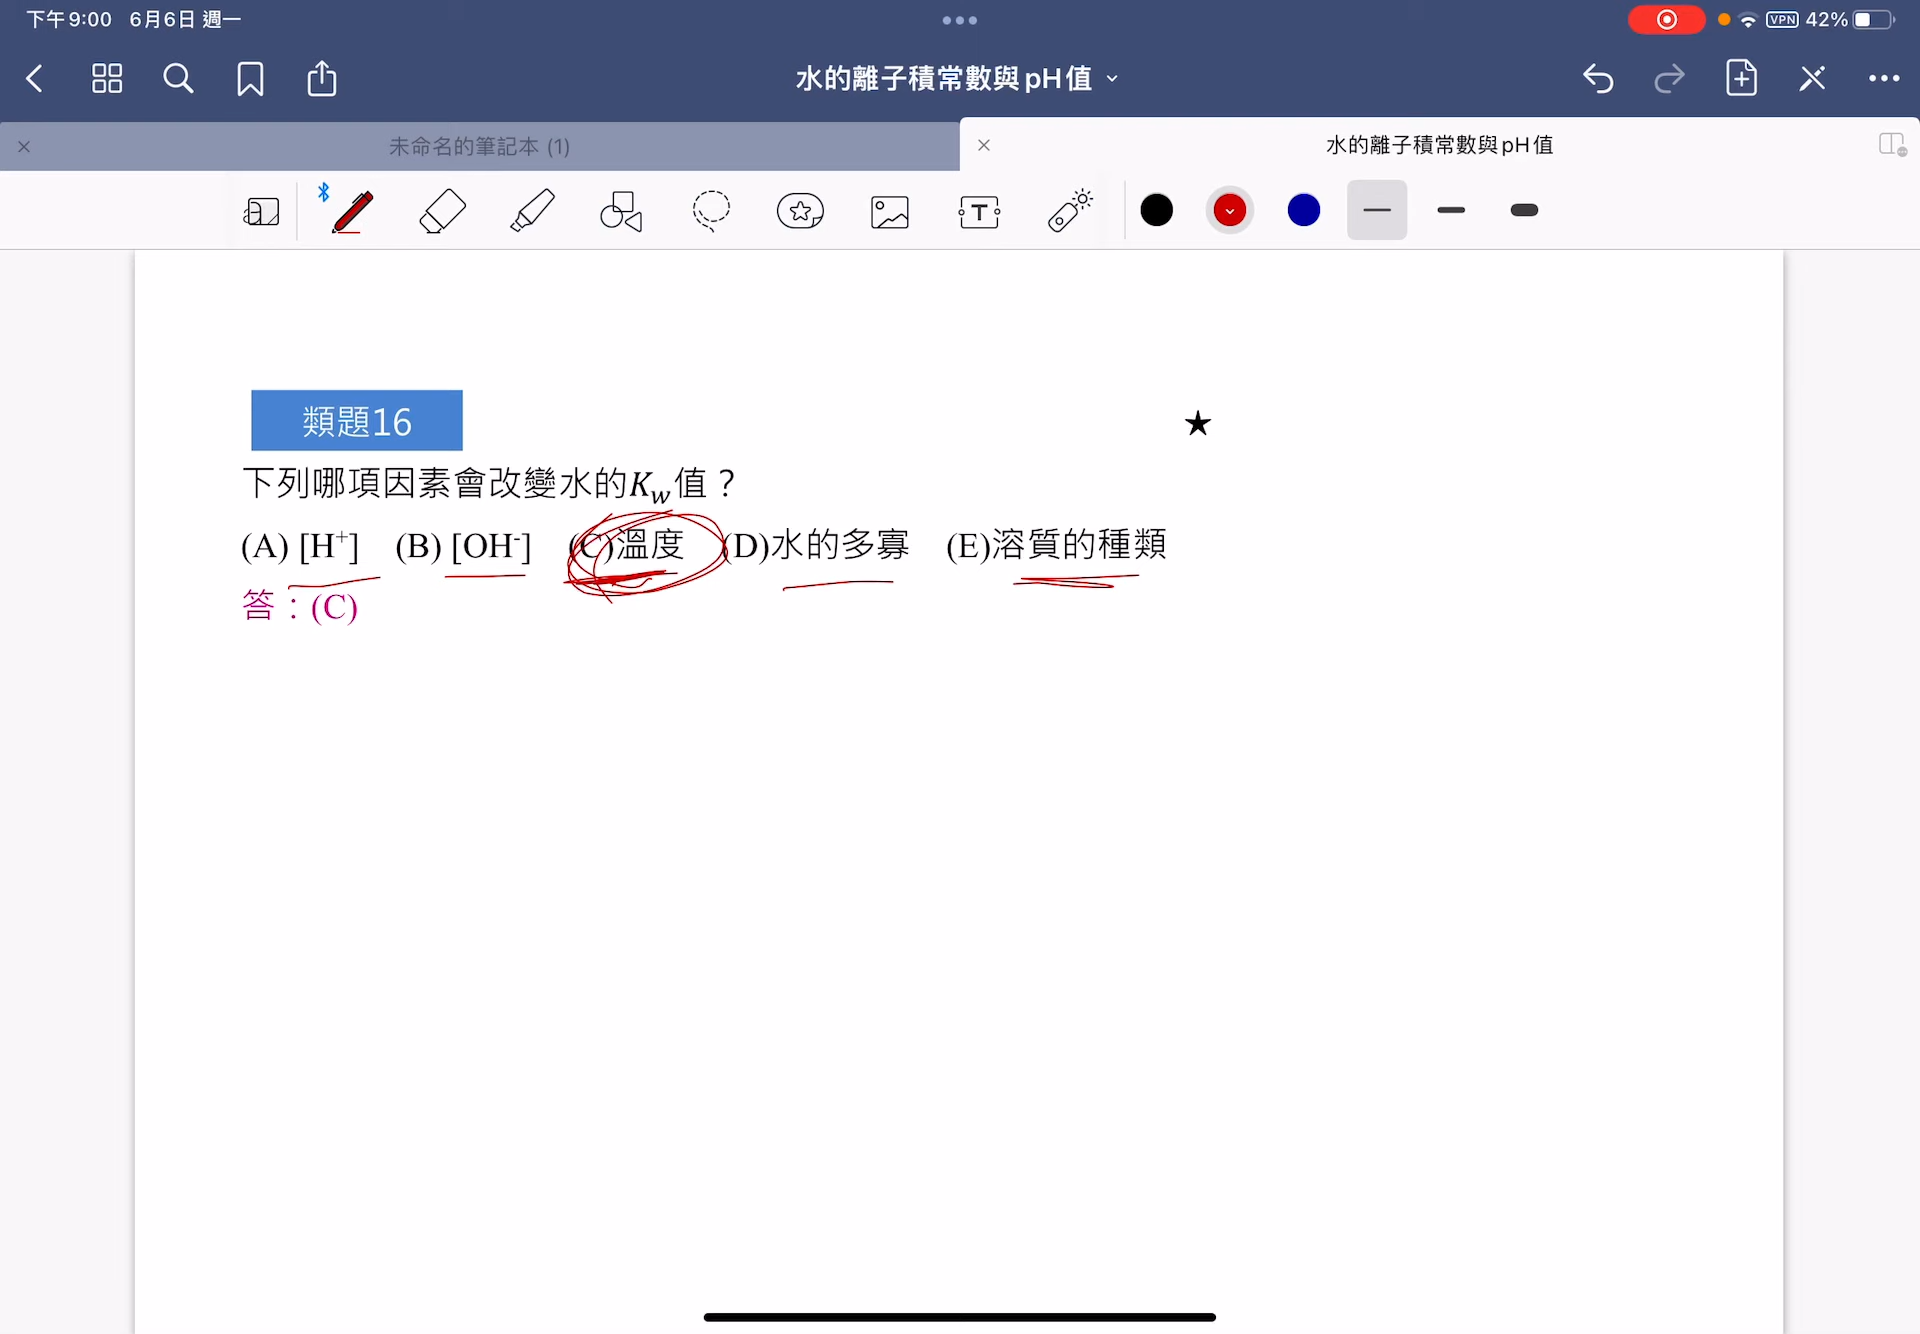 下午9:00 6月6日 週一
VPN 42%
水的離子積常數與pH值
未命名的筆記本 (1)
水的離子積常數與pH值
類題16
★
下列哪項因素會改變水的Kw值？
(A) [H⁺] (B) [OH⁻] (C)溫度 (D)水的多寡 (E)溶質的種類
答：(C)